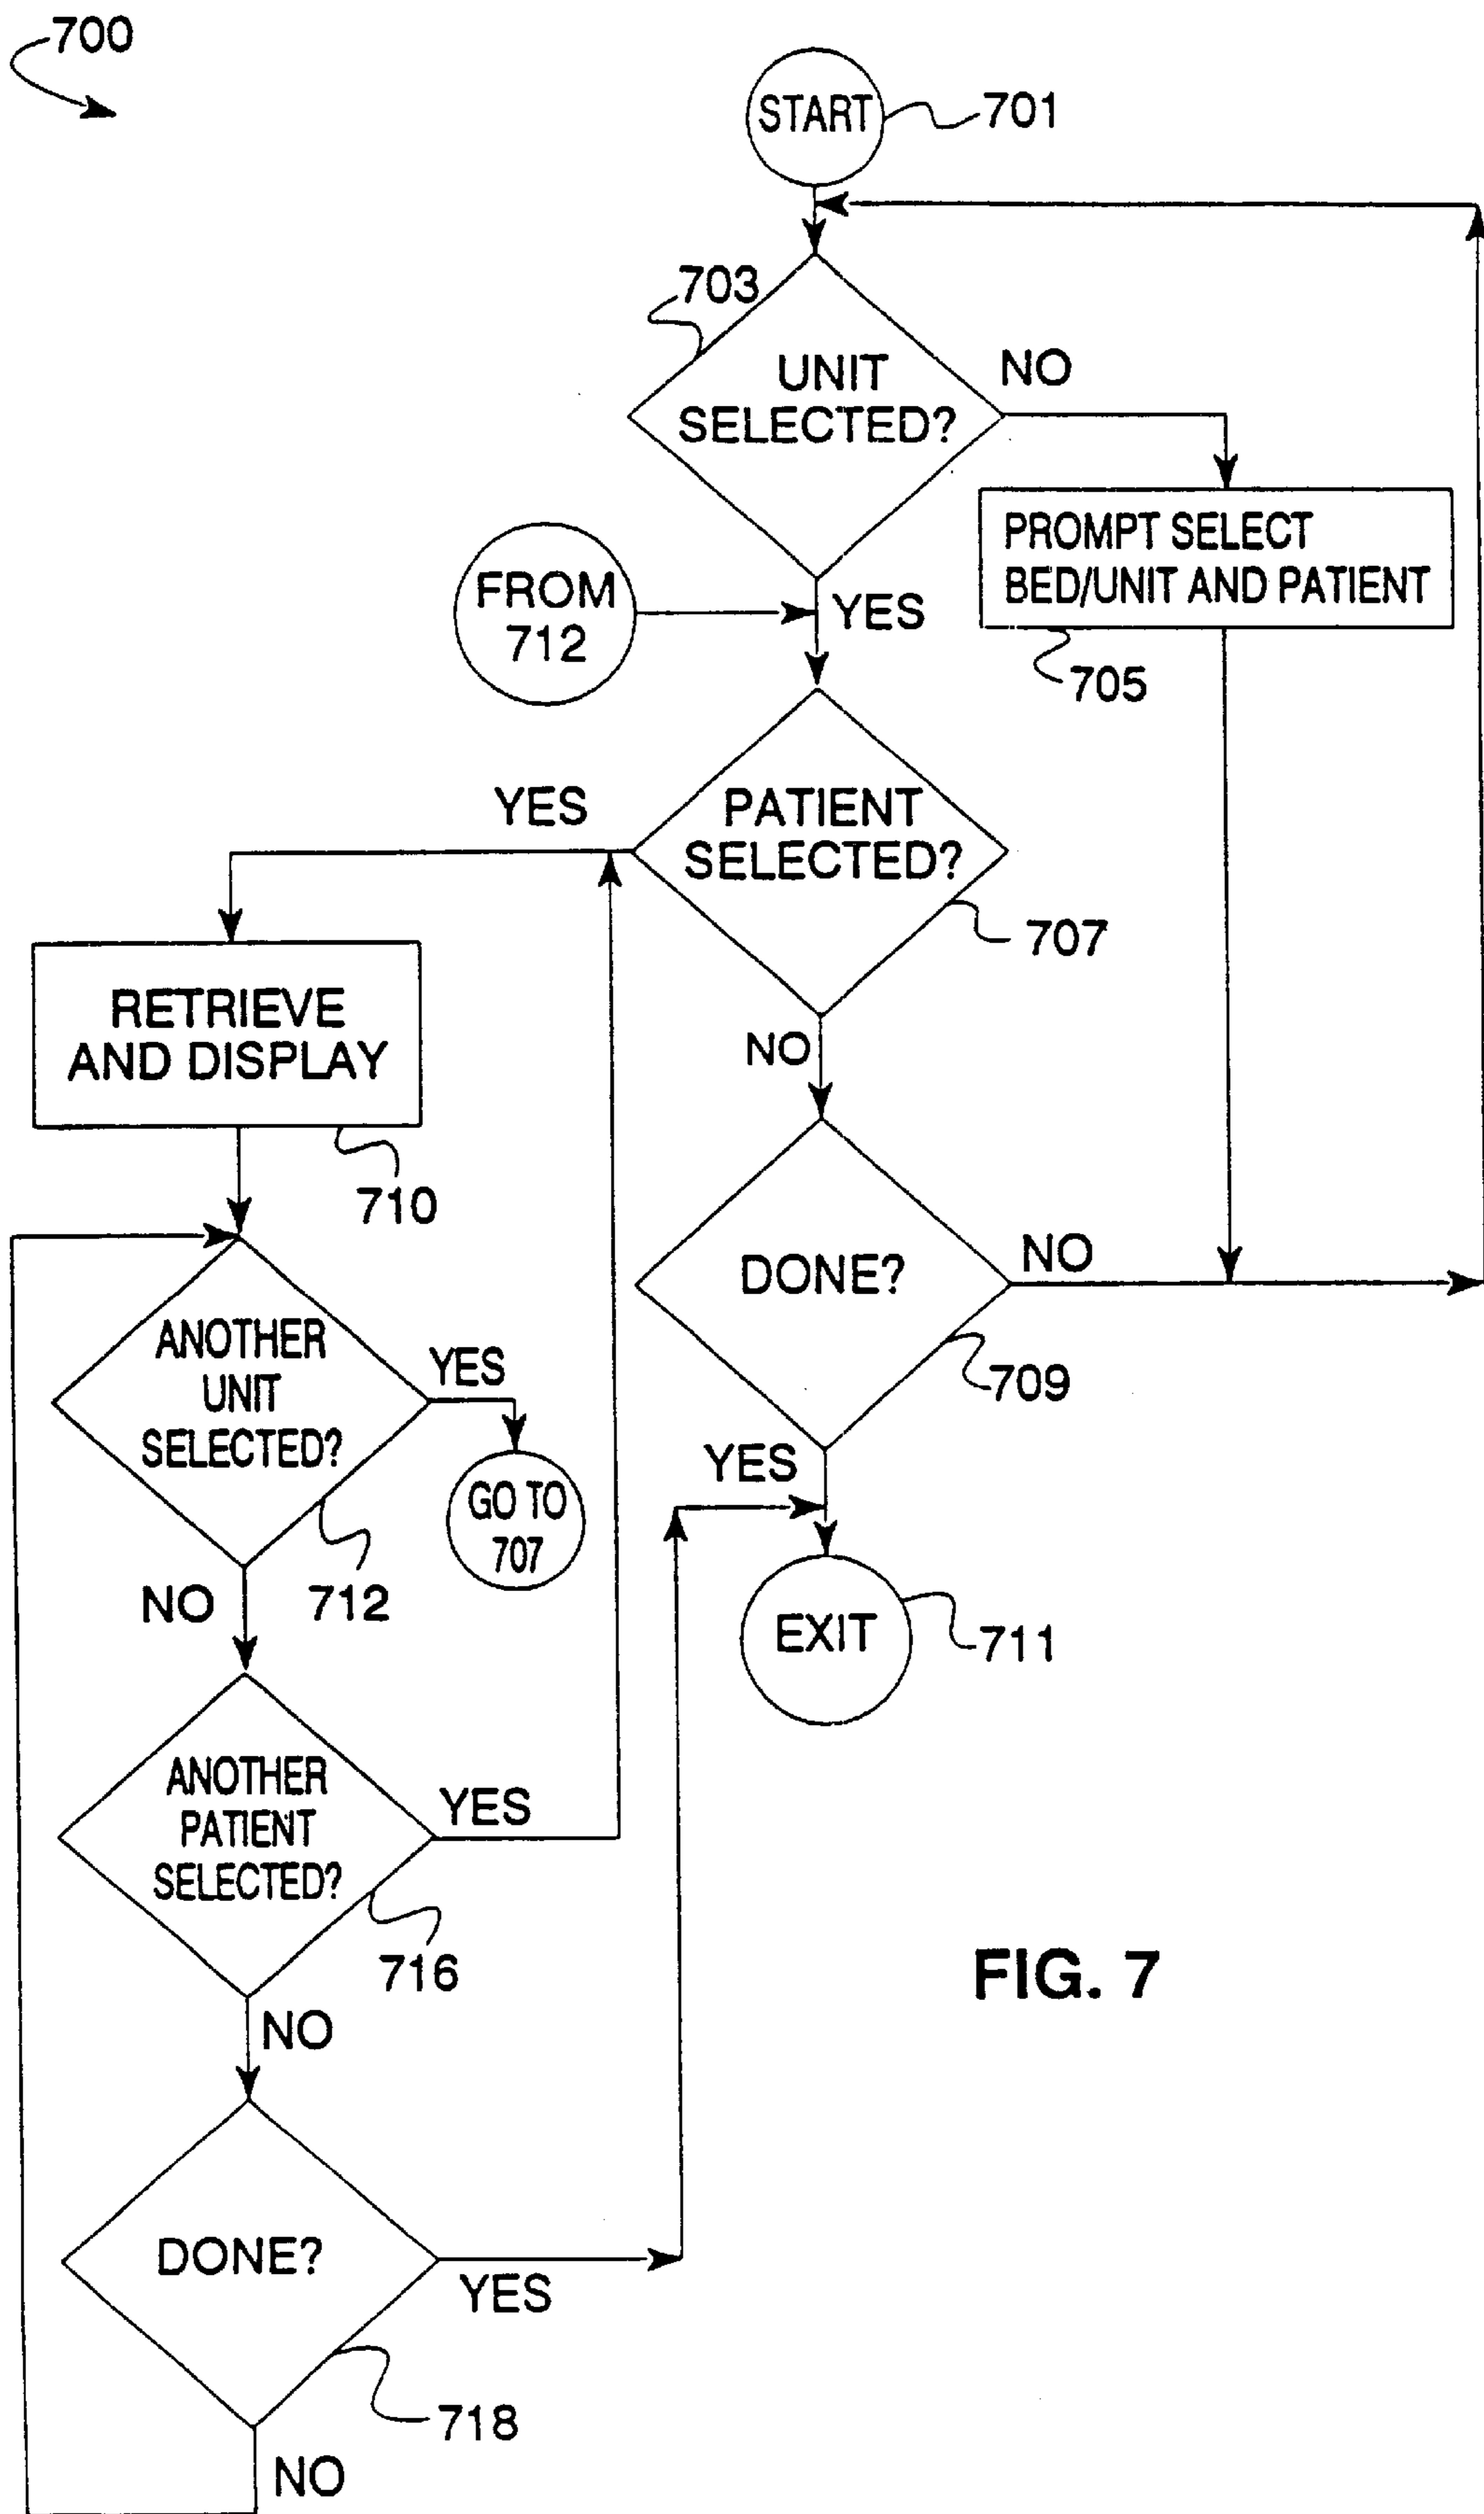 700
START
701
703
UNIT
SELECTED?
NO
PROMPT SELECT
BED/UNIT AND PATIENT
705
FROM
712
YES
PATIENT
SELECTED?
YES
707
NO
RETRIEVE
AND DISPLAY
710
DONE?
NO
709
YES
ANOTHER
UNIT
SELECTED?
YES
GO TO
707
712
NO
EXIT
711
ANOTHER
PATIENT
SELECTED?
YES
716
NO
FIG. 7
DONE?
YES
718
NO